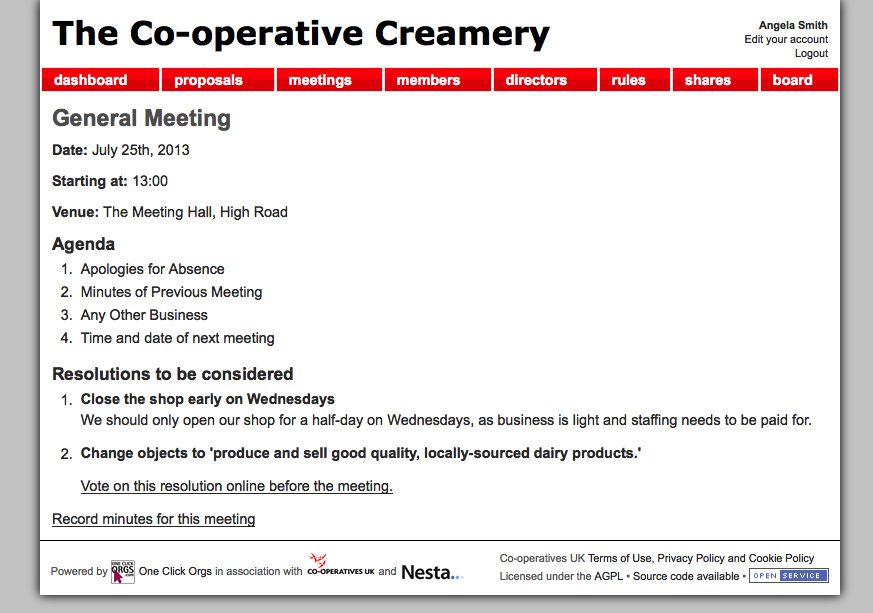 The Co-operative Creamery
Angela Smith
Edit your account
Logout
dashboard proposals meetings members directors rules shares board
General Meeting
Date: July 25th, 2013
Starting at: 13:00
Venue: The Meeting Hall, High Road
Agenda
1. Apologies for Absence
2. Minutes of Previous Meeting
3. Any Other Business
4. Time and date of next meeting
Resolutions to be considered
1. Close the shop early on Wednesdays
We should only open our shop for a half-day on Wednesdays, as business is light and staffing needs to be paid for.
2. Change objects to 'produce and sell good quality, locally-sourced dairy products.'
Vote on this resolution online before the meeting.
Record minutes for this meeting
Powered by ONE CLICK ORGS .com One Click Orgs in association with CO-OPERATIVES UK and Nesta...
Co-operatives UK Terms of Use, Privacy Policy and Cookie Policy
Licensed under the AGPL • Source code available • OPEN SERVICE